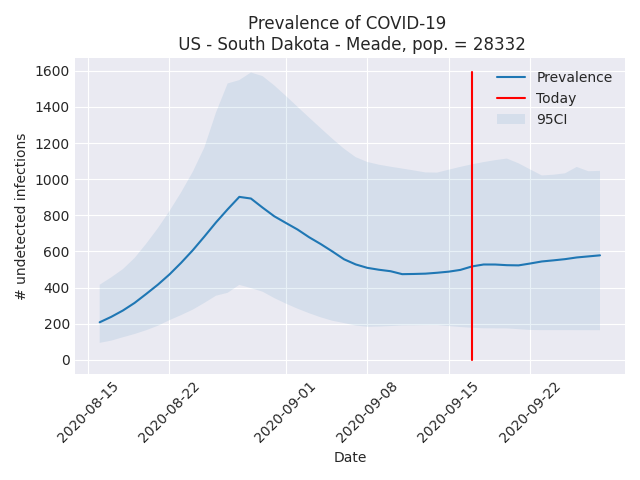 Prevalence of COVID-19
US - South Dakota - Meade, pop. = 28332
1600
1400
1200
1000
800
600
400
200
0
# undetected infections
Prevalence
Today
95CI
2020-08-15
2020-08-22
2020-09-01
2020-09-08
2020-09-15
2020-09-22
Date